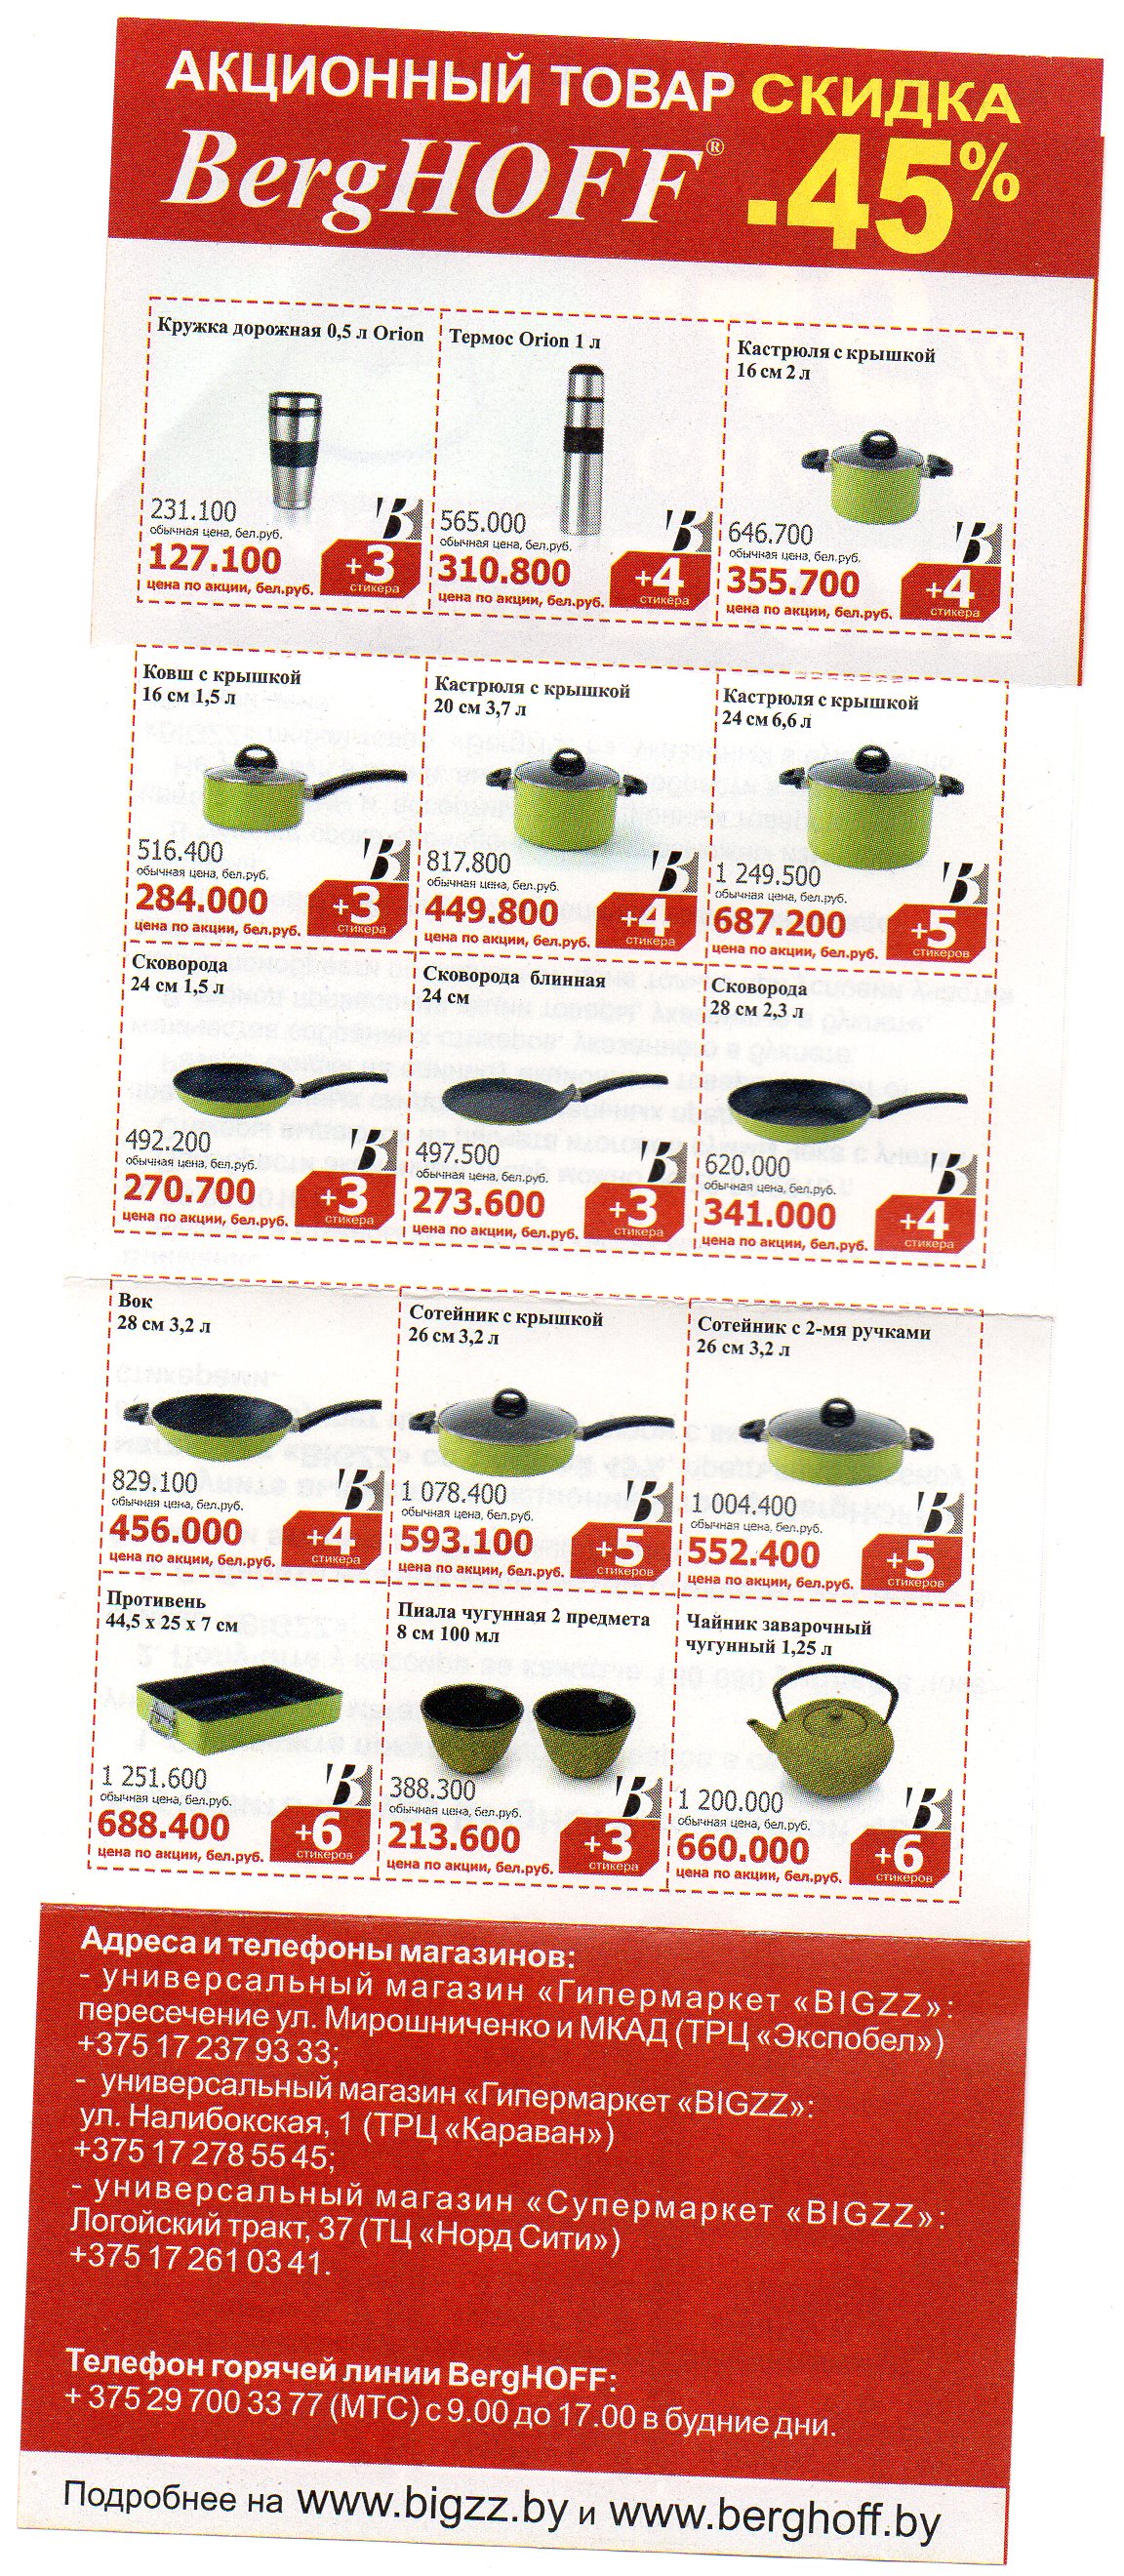 АКЦИОННЫЙ ТОВАР СКИДКА
BergHOFF® -45%
Кружка дорожная 0,5 л Orion
231.100
обычная цена, бел.руб.
127.100
цена по акции, бел.руб.
+3
стикера
Термос Orion 1 л
565.000
обычная цена, бел.руб.
310.800
цена по акции, бел.руб.
+4
стикера
Кастрюля с крышкой
16 см 2 л
646.700
обычная цена, бел.руб.
355.700
цена по акции, бел.руб.
+4
стикера
Ковш с крышкой
16 см 1,5 л
516.400
обычная цена, бел.руб.
284.000
цена по акции, бел.руб.
+3
стикера
Кастрюля с крышкой
20 см 3,7 л
817.800
обычная цена, бел.руб.
449.800
цена по акции, бел.руб.
+4
стикера
Кастрюля с крышкой
24 см 6,6 л
1 249.500
обычная цена, бел.руб.
687.200
цена по акции, бел.руб.
+5
стикеров
Сковорода
24 см 1,5 л
492.200
обычная цена, бел.руб.
270.700
цена по акции, бел.руб.
+3
стикера
Сковорода блинная
24 см
497.500
обычная цена, бел.руб.
273.600
цена по акции, бел.руб.
+3
стикера
Сковорода
28 см 2,3 л
620.000
обычная цена, бел.руб.
341.000
цена по акции, бел.руб.
+4
стикера
Вок
28 см 3,2 л
829.100
обычная цена, бел.руб.
456.000
цена по акции, бел.руб.
+4
стикера
Сотейник с крышкой
26 см 3,2 л
1 078.400
обычная цена, бел.руб.
593.100
цена по акции, бел.руб.
+5
стикеров
Сотейник с 2-мя ручками
26 см 3,2 л
1 004.400
обычная цена, бел.руб.
552.400
цена по акции, бел.руб.
+5
стикеров
Противень
44,5 х 25 х 7 см
1 251.600
обычная цена, бел.руб.
688.400
цена по акции, бел.руб.
+6
стикеров
Пиала чугунная 2 предмета
8 см 100 мл
388.300
обычная цена, бел.руб.
213.600
цена по акции, бел.руб.
+3
стикера
Чайник заварочный
чугунный 1,25 л
1 200.000
обычная цена, бел.руб.
660.000
цена по акции, бел.руб.
+6
стикеров
Адреса и телефоны магазинов:
- универсальный магазин «Гипермаркет «BIGZZ»:
пересечение ул. Мирошниченко и МКАД (ТРЦ «Экспобел»)
+375 17 237 93 33;
- универсальный магазин «Гипермаркет «BIGZZ»:
ул. Налибокская, 1 (ТРЦ «Караван»)
+375 17 278 55 45;
- универсальный магазин «Супермаркет «BIGZZ»:
Логойский тракт, 37 (ТЦ «Норд Сити»)
+375 17 261 03 41.
Телефон горячей линии BergHOFF:
+ 375 29 700 33 77 (МТС) с 9.00 до 17.00 в будние дни.
Подробнее на www.bigzz.by и www.berghoff.by